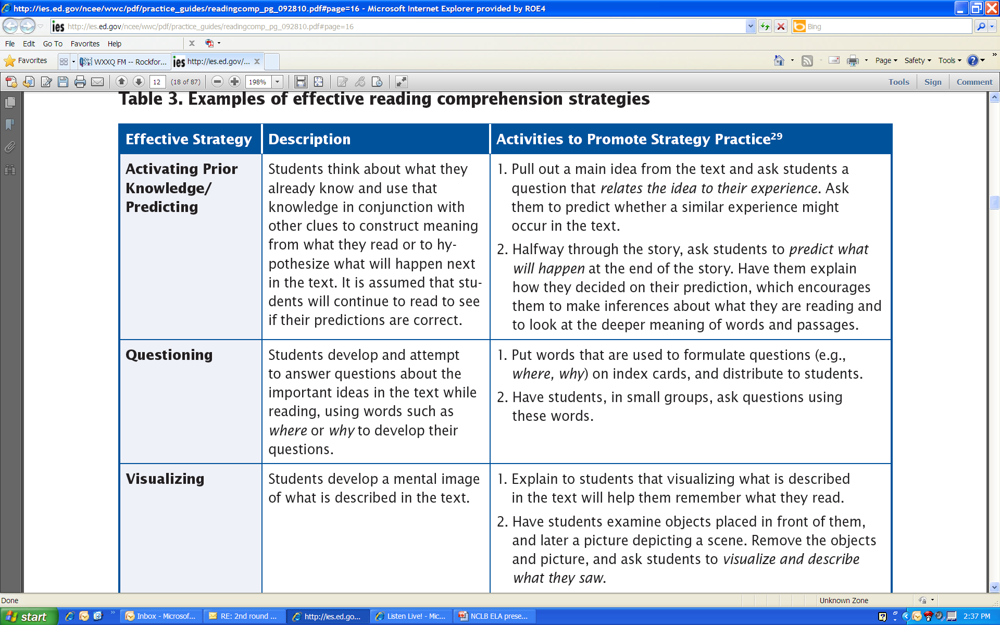 http://ies.ed.gov/ncee/wwc/pdf/practice_guides/readingcomp_pg_092810.pdf#page=16 - Microsoft Internet Explorer provided by ROE4
ies http://ies.ed.gov/ncee/wwc/pdf/practice_guides/readingcomp_pg_092810.pdf#page=16 Bing
File Edit Go To Favorites Help
Favorites WXXQ FM -- Rockfor... ies http://ies.ed.gov/... Page Safety Tools
12 (18 of 87) 198% Tools Sign Comment
Table 3. Examples of effective reading comprehension strategies
Effective Strategy
Description
Activities to Promote Strategy Practice29
Activating Prior
Knowledge/
Predicting
Students think about what they
already know and use that
knowledge in conjunction with
other clues to construct meaning
from what they read or to hy-
pothesize what will happen next
in the text. It is assumed that stu-
dents will continue to read to see
if their predictions are correct.
1. Pull out a main idea from the text and ask students a
question that relates the idea to their experience. Ask
them to predict whether a similar experience might
occur in the text.
2. Halfway through the story, ask students to predict what
will happen at the end of the story. Have them explain
how they decided on their prediction, which encourages
them to make inferences about what they are reading and
to look at the deeper meaning of words and passages.
Questioning
Students develop and attempt
to answer questions about the
important ideas in the text while
reading, using words such as
where or why to develop their
questions.
1. Put words that are used to formulate questions (e.g.,
where, why) on index cards, and distribute to students.
2. Have students, in small groups, ask questions using
these words.
Visualizing
Students develop a mental image
of what is described in the text.
1. Explain to students that visualizing what is described
in the text will help them remember what they read.
2. Have students examine objects placed in front of them,
and later a picture depicting a scene. Remove the objects
and picture, and ask students to visualize and describe
what they saw.
Done Unknown Zone
start Inbox - Microsof... RE: 2nd round ... http://ies.ed.go... Listen Live! - Mic... NCLB ELA prese... 2:37 PM